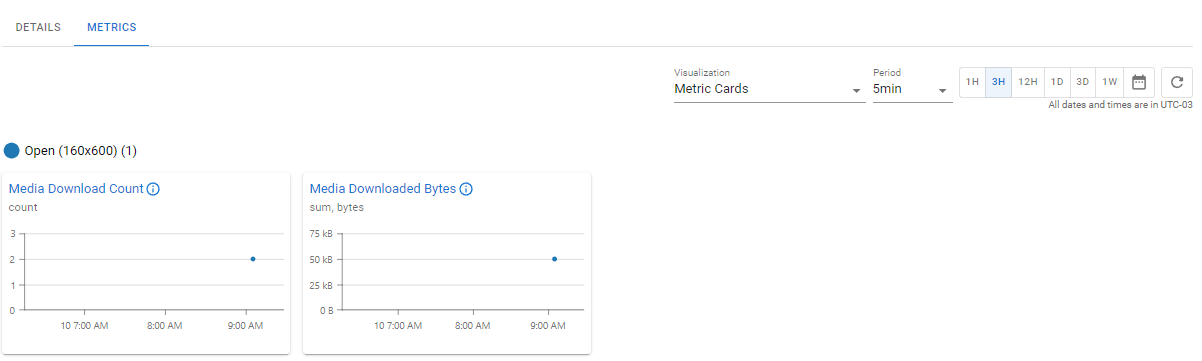 DETAILS METRICS
Visualization Period
Metric Cards 5min 1H 3H 12H 1D 3D 1W
All dates and times are in UTC-03
Open (160x600) (1)
Media Download Count
count
3
2
1
0
10 7:00 AM 8:00 AM 9:00 AM
Media Downloaded Bytes
sum, bytes
75 kB
50 kB
25 kB
0 B
10 7:00 AM 8:00 AM 9:00 AM